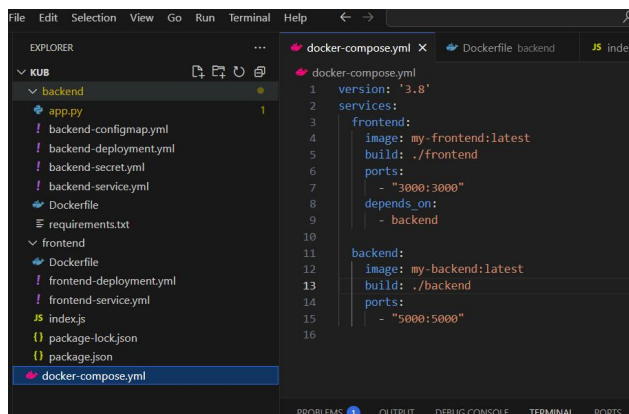 File Edit Selection View Go Run Terminal Help
EXPLORER
KUB
backend
app.py 1
backend-configmap.yml
backend-deployment.yml
backend-secret.yml
backend-service.yml
Dockerfile
requirements.txt
frontend
Dockerfile
frontend-deployment.yml
frontend-service.yml
JS index.js
{} package-lock.json
{} package.json
docker-compose.yml
docker-compose.yml Dockerfile backend JS inde
docker-compose.yml
1 version: '3.8'
2 services:
3 frontend:
4 image: my-frontend:latest
5 build: ./frontend
6 ports:
7 - "3000:3000"
8 depends_on:
9 - backend
10
11 backend:
12 image: my-backend:latest
13 build: ./backend
14 ports:
15 - "5000:5000"
16
PROBLEMS 1 OUTPUT DEBUG CONSOLE TERMINAL PORTS